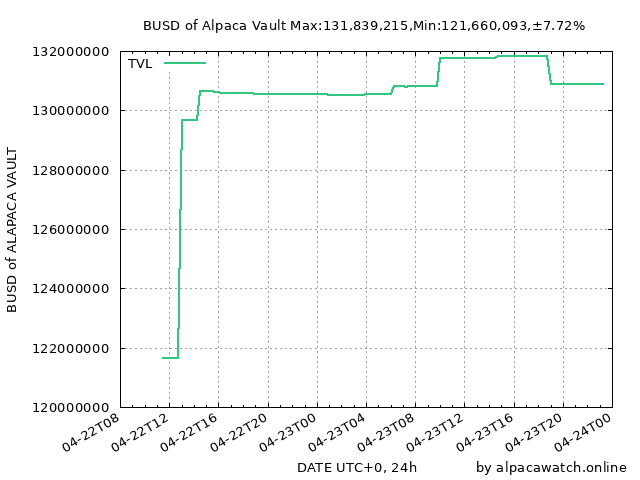 BUSD of Alpaca Vault Max:131,839,215,Min:121,660,093,±7.72%
TVL
132000000
130000000
128000000
126000000
124000000
122000000
120000000
BUSD of ALAPACA VAULT
04-22T08
04-22T12
04-22T16
04-22T20
04-23T00
04-23T04
04-23T08
04-23T12
04-23T16
04-23T20
04-24T00
DATE UTC+0, 24h
by alpacawatch.online